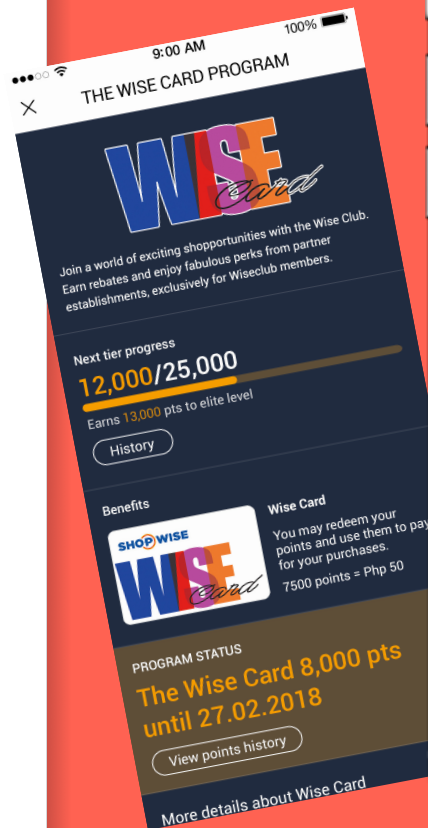 9:00 AM
100%
THE WISE CARD PROGRAM
WISE
Card
Join a world of exciting shopportunities with the Wise Club.
Earn rebates and enjoy fabulous perks from partner
establishments, exclusively for Wiseclub members.
Next tier progress
12,000/25,000
Earns 13,000 pts to elite level
History
Benefits
SHOPWISE
WISE
Card
Wise Card
You may redeem your
points and use them to pay
for your purchases.
7500 points = Php 50
PROGRAM STATUS
The Wise Card 8,000 pts
until 27.02.2018
View points history
More details about Wise Card